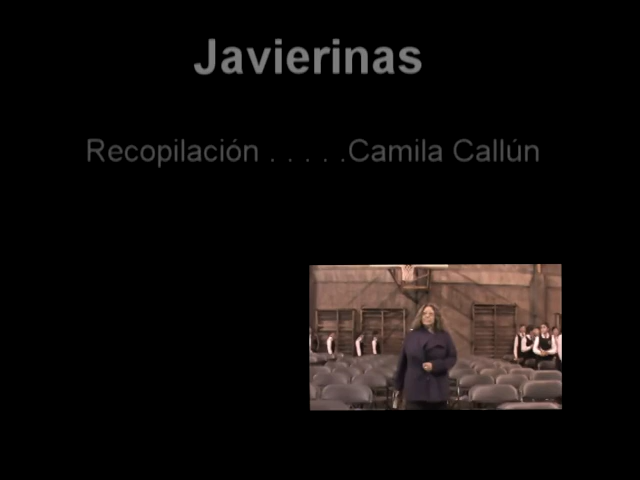 Javierinas
Recopilación . . . . .Camila Callún